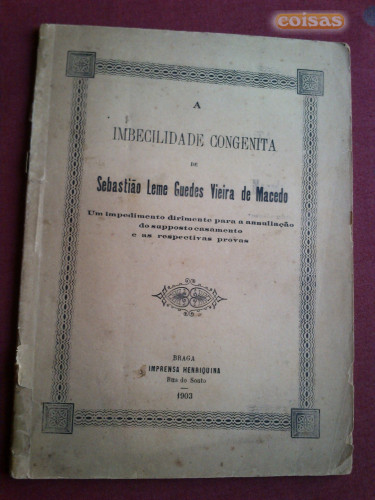 coisas
A
IMBECILIDADE CONGENITA
DE
Sebastião Leme Guedes Vieira de Macedo
Um impedimento dirimente para a annullação
do supposto casamento
e as respectivas provas
BRAGA
IMPRENSA HENRIQUINA
Rua do Souto
1903